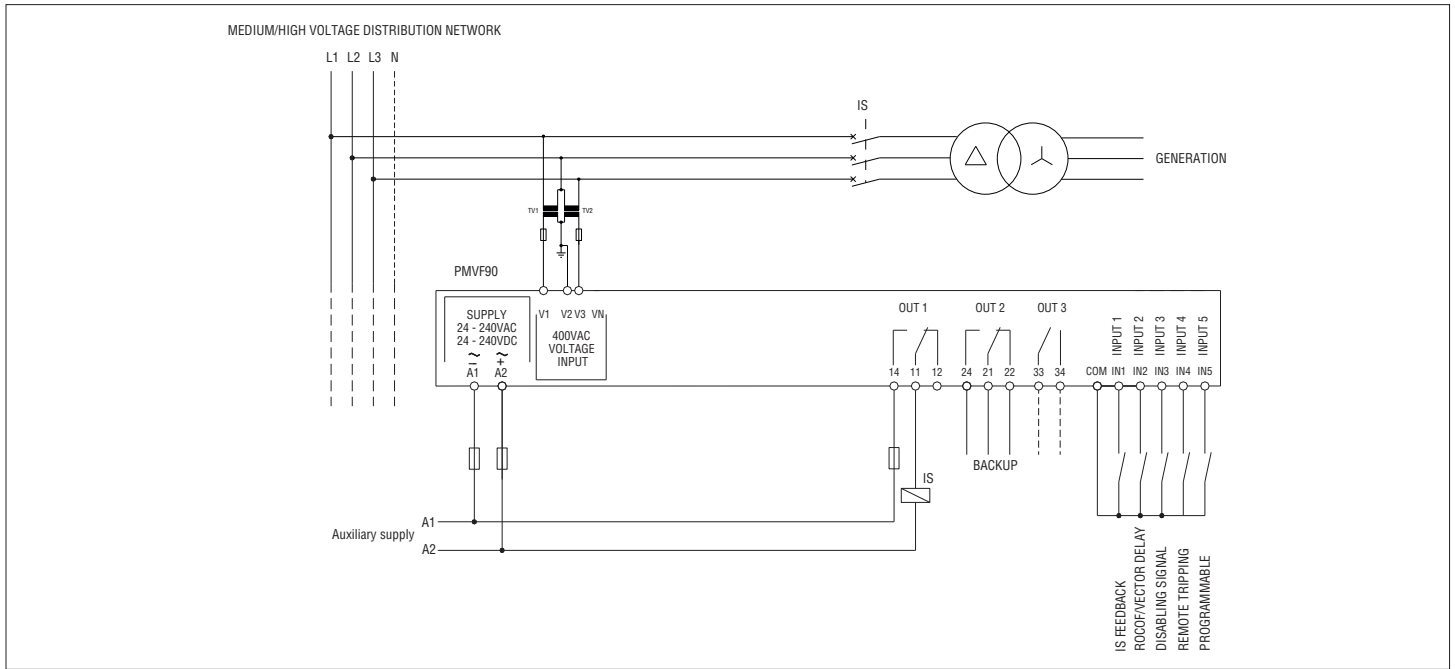 MEDIUM/HIGH VOLTAGE DISTRIBUTION NETWORK
L1 L2 L3 N
IS
GENERATION
TV1 TV2
PMVF90
SUPPLY
24 - 240VAC
24 - 240VDC
~ ~
– +
A1 A2
V1 V2 V3 VN
400VAC
VOLTAGE
INPUT
OUT 1 OUT 2 OUT 3
INPUT 1
INPUT 2
INPUT 3
INPUT 4
INPUT 5
14 11 12 24 21 22 33 34 COM IN1 IN2 IN3 IN4 IN5
BACKUP
IS
Auxiliary supply
A1
A2
IS FEEDBACK
ROCOF/VECTOR DELAY
DISABLING SIGNAL
REMOTE TRIPPING
PROGRAMMABLE